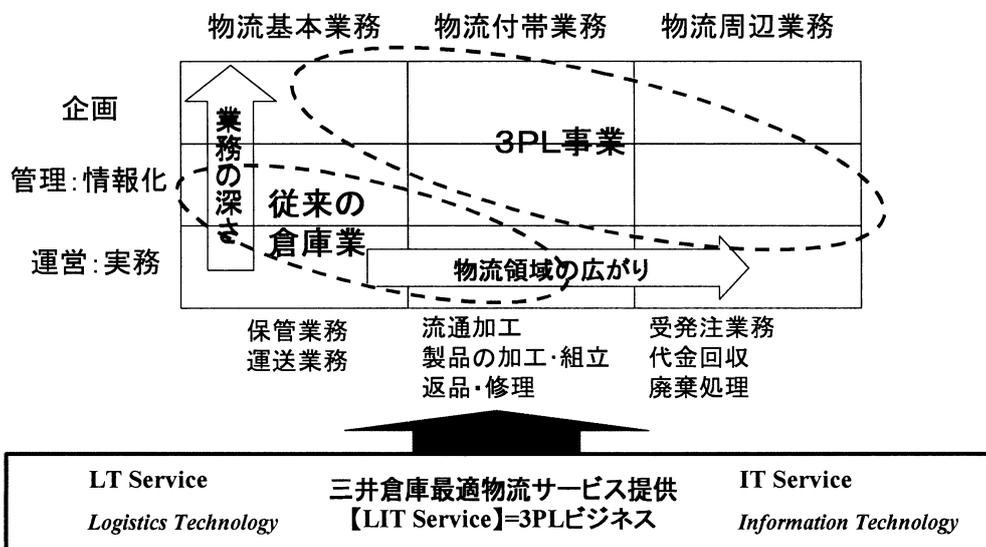 物流基本業務 物流付帯業務 物流周辺業務
企画
管理:情報化
運営:実務
業務の深さ
3PL事業
従来の
倉庫業
物流領域の広がり
保管業務
運送業務
流通加工
製品の加工・組立
返品・修理
受発注業務
代金回収
廃棄処理
LT Service
Logistics Technology
三井倉庫最適物流サービス提供
【LIT Service】=3PLビジネス
IT Service
Information Technology